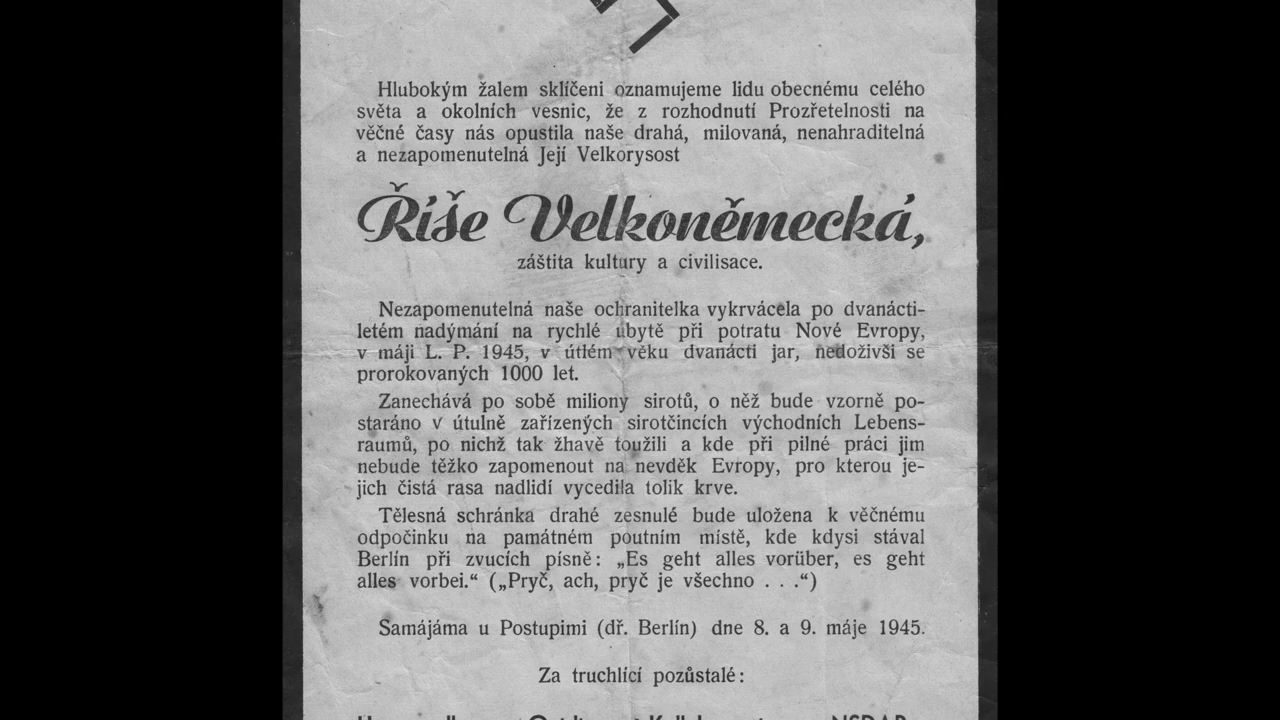 Hlubokým žalem sklíčeni oznamujeme lidu obecnému celého
světa a okolních vesnic, že z rozhodnutí Prozřetelnosti na
věčné časy nás opustila naše drahá, milovaná, nenahraditelná
a nezapomenutelná Její Velkorysost
Říše Velkoněmecká,
záštita kultury a civilisace.
Nezapomenutelná naše ochranitelka vykrvácela po dvanácti-
letém nadýmání na rychlé úbytě při potratu Nové Evropy,
v máji L. P. 1945, v útlém věku dvanácti jar, nedoživši se
prorokovaných 1000 let.
Zanechává po sobě miliony sirotů, o něž bude vzorně po-
staráno v útulně zařízených sirotčincích východních Lebens-
raumů, po nichž tak žhavě toužili a kde při pilné práci jim
nebude těžko zapomenout na nevděk Evropy, pro kterou je-
jich čistá rasa nadlidí vycedila tolik krve.
Tělesná schránka drahé zesnulé bude uložena k věčnému
odpočinku na památném poutním místě, kde kdysi stával
Berlín při zvucích písně: „Es geht alles vorüber, es geht
alles vorbei.“ („Pryč, ach, pryč je všechno . . .“)
Samájáma u Postupimi (dř. Berlín) dne 8. a 9. máje 1945.
Za truchlící pozůstalé:
NSDAP